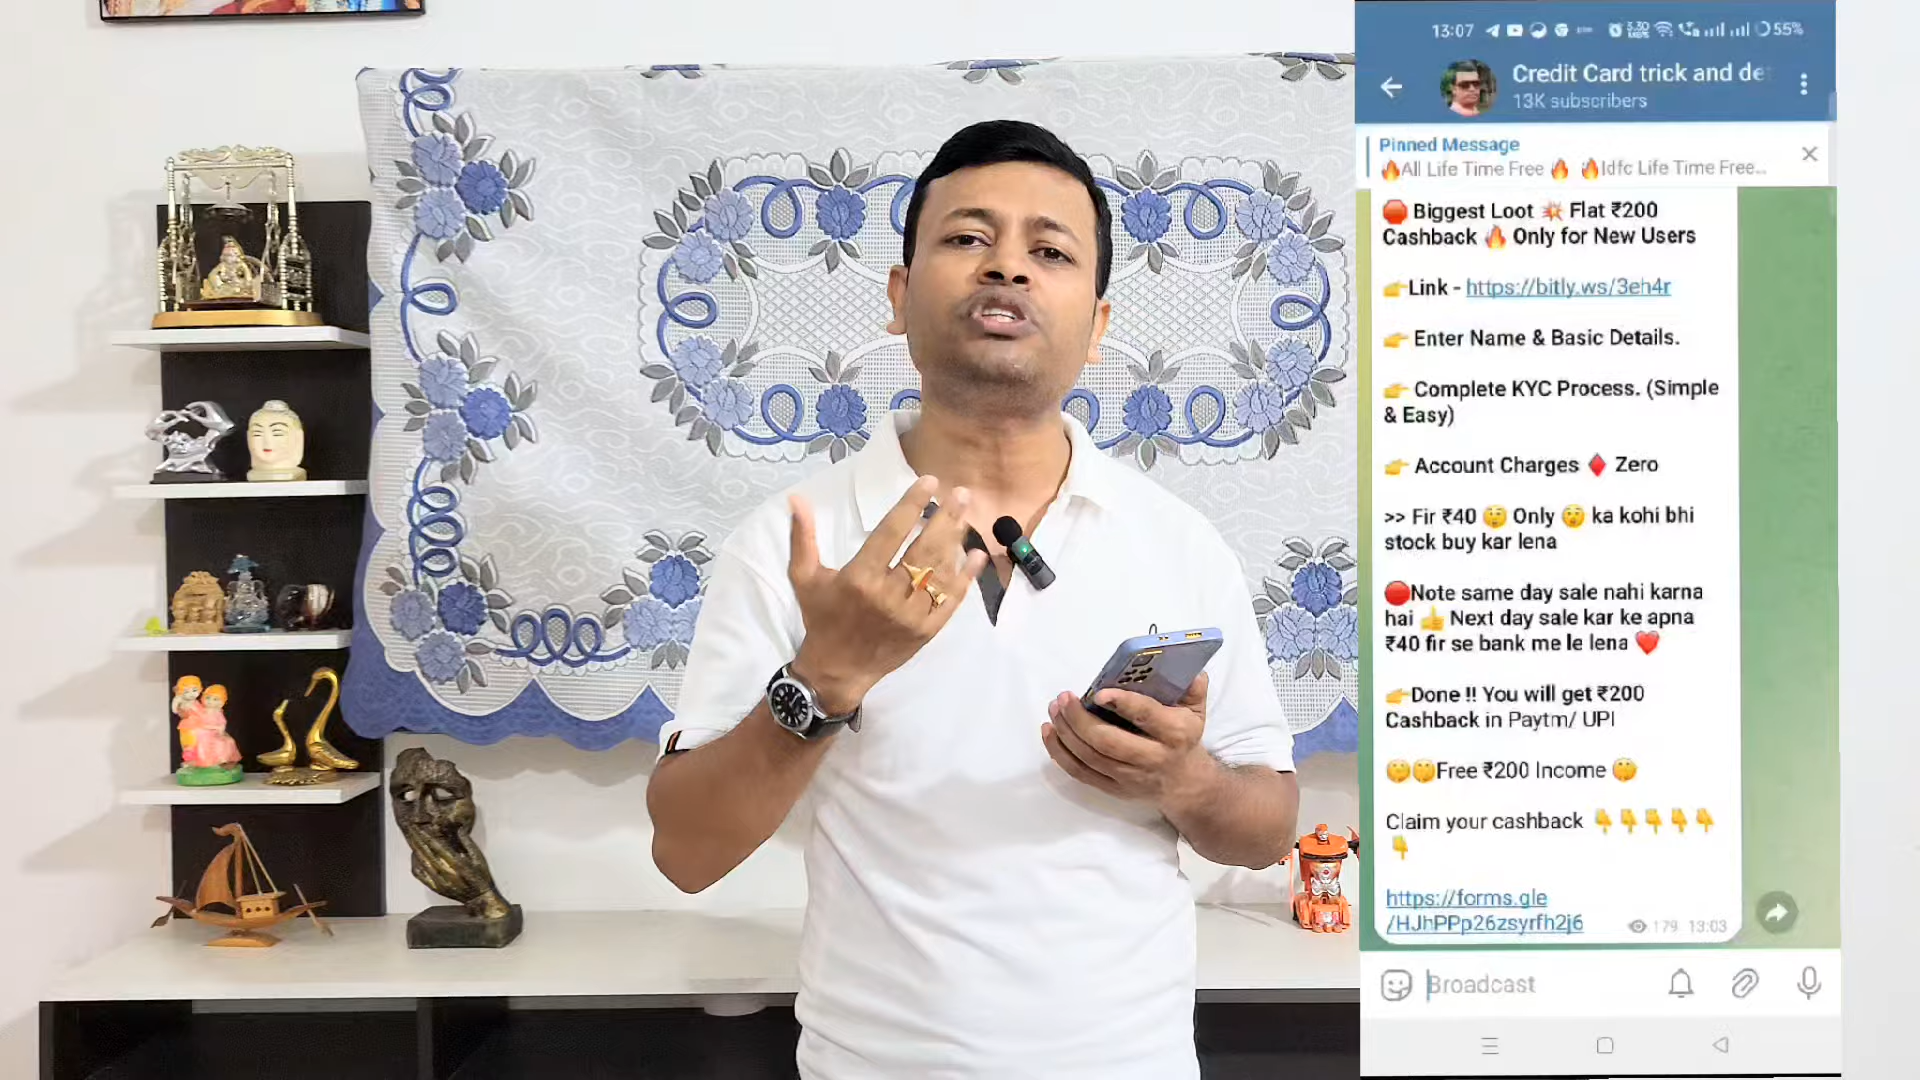 13:07
3.30
55%
Credit Card trick and de
13K subscribers
Pinned Message
🔥All Life Time Free 🔥 🔥Idfc Life Time Free...
🛑 Biggest Loot 💥 Flat ₹200
Cashback 🔥 Only for New Users
👉Link - https://bitly.ws/3eh4r
👉 Enter Name & Basic Details.
👉 Complete KYC Process. (Simple
& Easy)
👉 Account Charges ♦️ Zero
>> Fir ₹40 😲 Only 😲 ka kohi bhi
stock buy kar lena
🔴Note same day sale nahi karna
hai 👍 Next day sale kar ke apna
₹40 fir se bank me le lena ❤️
👉Done !! You will get ₹200
Cashback in Paytm/ UPI
🤫🤫Free ₹200 Income 🤫
Claim your cashback 👇👇👇👇👇
👇
https://forms.gle
/HJhPPp26zsyrfh2j6
179 13:03
Broadcast